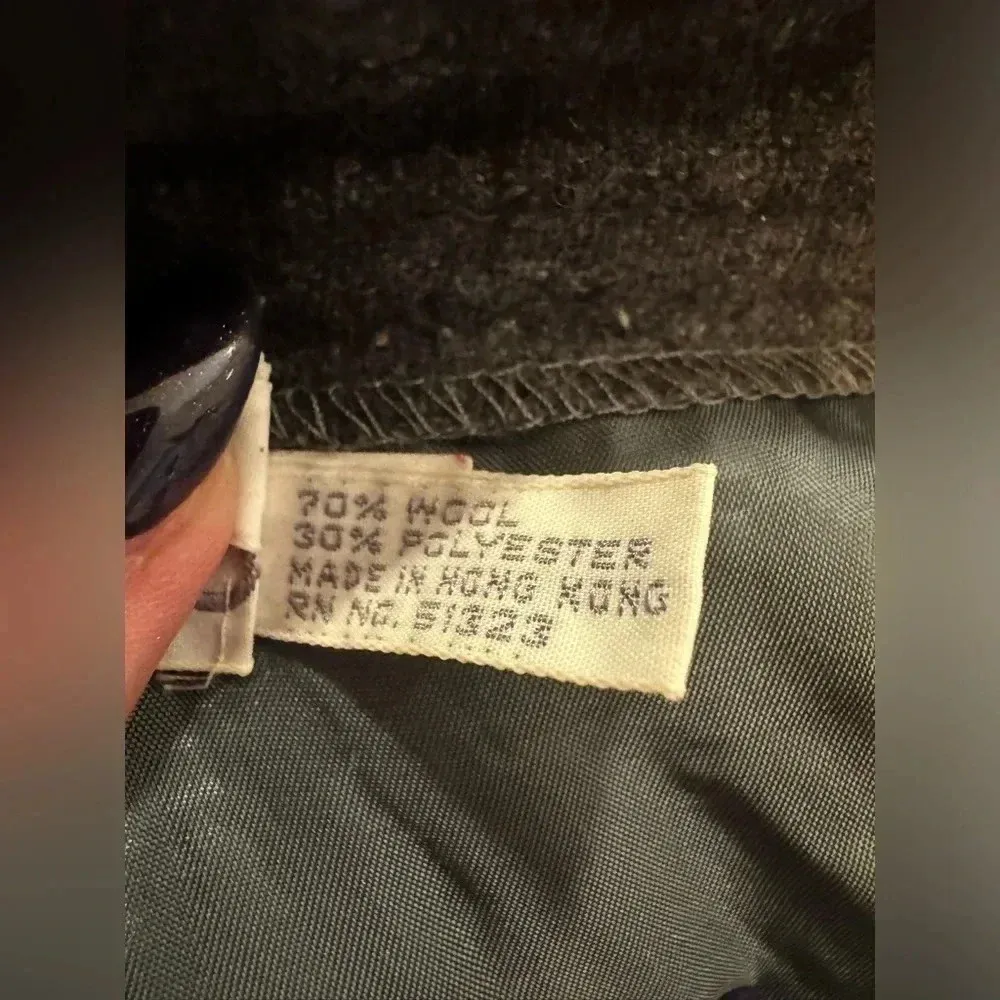 70% WOOL
30% POLYESTER
MADE IN HONG KONG
RN NO. 51323